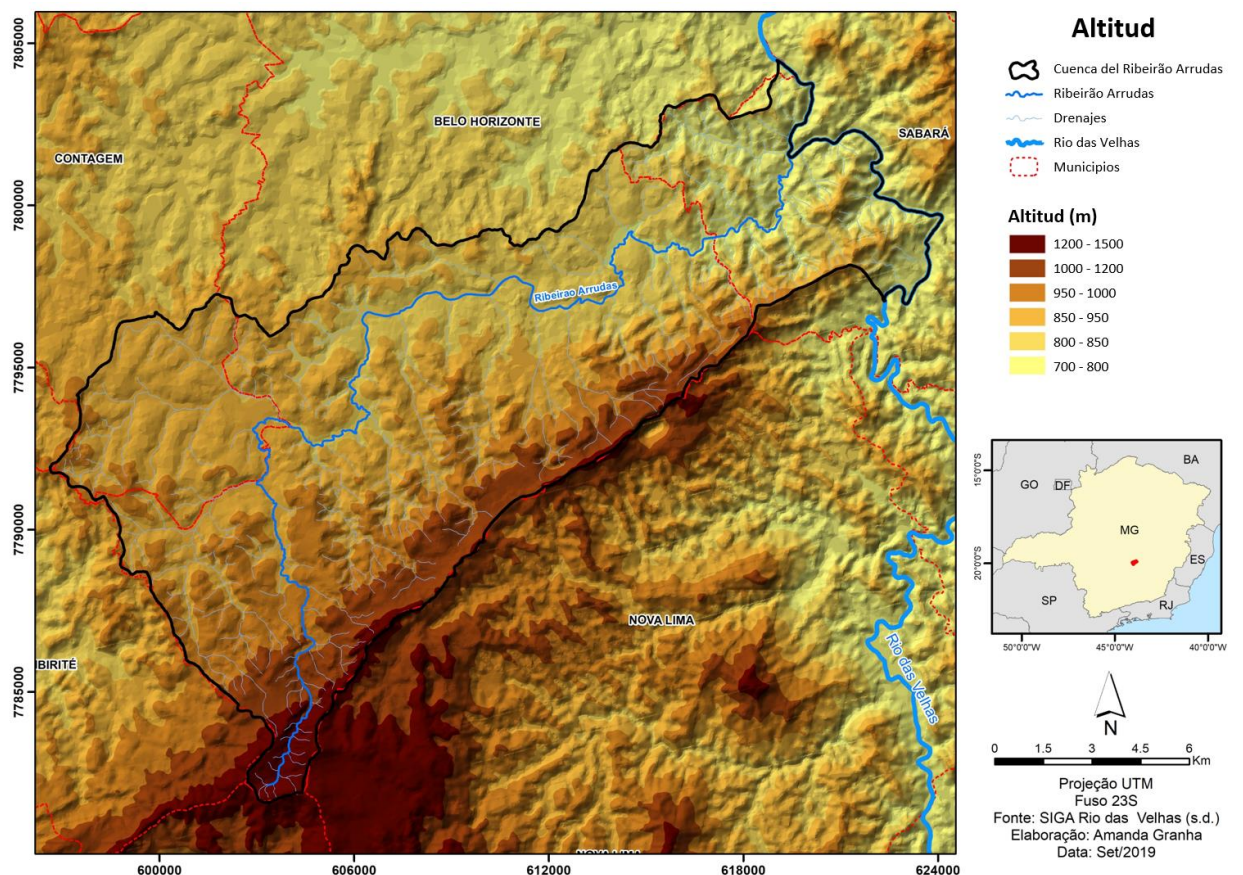 7805000
7800000
7795000
7790000
7785000
600000
606000
612000
618000
624000
BELO HORIZONTE
CONTAGEM
SABARÁ
Ribeirao Arrudas
NOVA LIMA
IBIRITÉ
Rio das Velhas
NOVA LIMA
Altitud
Cuenca del Ribeirão Arrudas
Ribeirão Arrudas
Drenajes
Rio das Velhas
Municipios
Altitud (m)
1200 - 1500
1000 - 1200
950 - 1000
850 - 950
800 - 850
700 - 800
BA
GO
DF
MG
ES
SP
RJ
15°0'0"S
20°0'0"S
50°0'0"W
45°0'0"W
40°0'0"W
N
0 1.5 3 4.5 6
Km
Projeção UTM
Fuso 23S
Fonte: SIGA Rio das Velhas (s.d.)
Elaboração: Amanda Granha
Data: Set/2019